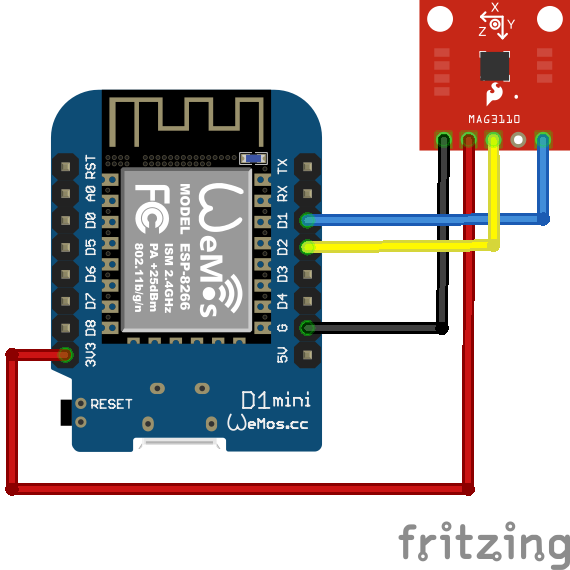 X
Z
Y
MAG3110
RST
A0
D0
D5
D6
D7
D8
3V3
TX
RX
D1
D2
D3
D4
G
5V
WeMos
MODEL ESP-8266
ISM 2.4GHz
PA +25dBm
802.11b/g/n
FC
RESET
D1mini
WeMos.cc
fritzing